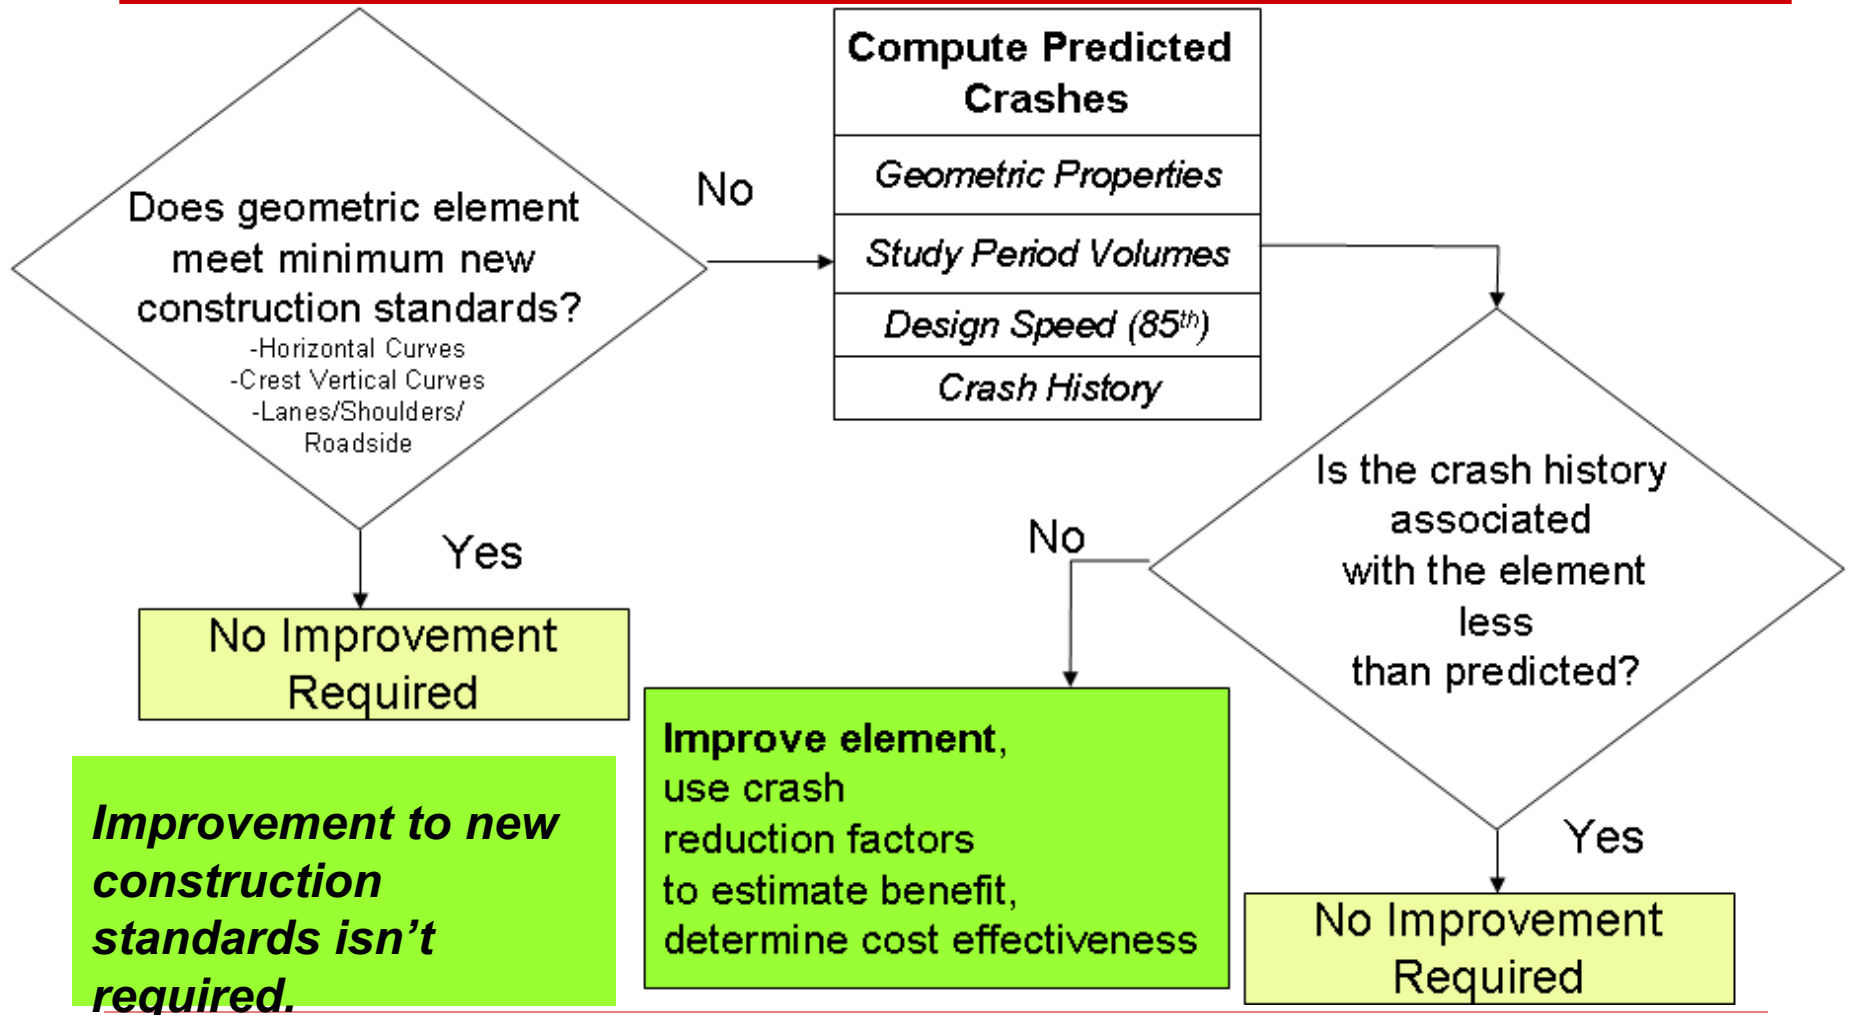 Does geometric element
meet minimum new
construction standards?
-Horizontal Curves
-Crest Vertical Curves
-Lanes/Shoulders/
Roadside
No
Yes
No Improvement
Required
Compute Predicted
Crashes
Geometric Properties
Study Period Volumes
Design Speed (85th)
Crash History
Is the crash history
associated
with the element
less
than predicted?
No
Yes
Improve element,
use crash
reduction factors
to estimate benefit,
determine cost effectiveness
No Improvement
Required
Improvement to new
construction
standards isn’t
required.